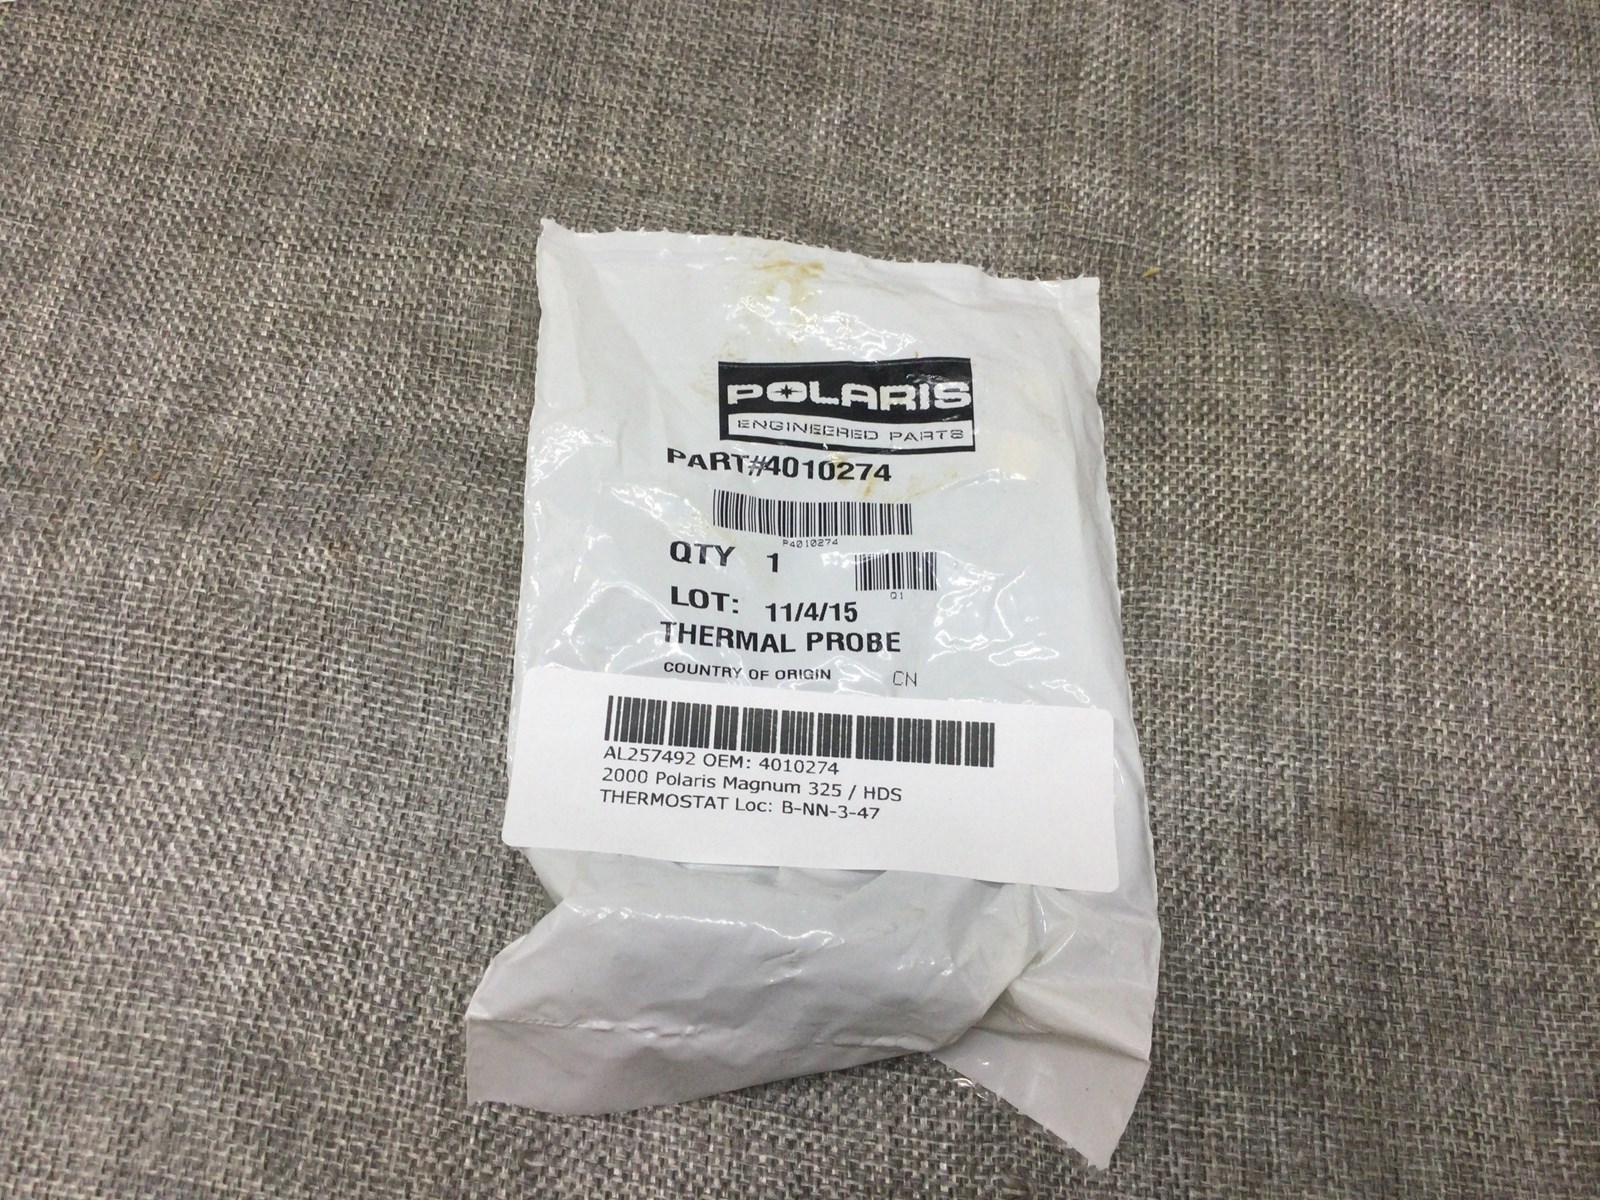 POLARIS
ENGINEERED PARTS
PART#4010274
P4010274
QTY 1
Q1
LOT: 11/4/15
THERMAL PROBE
COUNTRY OF ORIGIN CN
AL257492 OEM: 4010274
2000 Polaris Magnum 325 / HDS
THERMOSTAT Loc: B-NN-3-47